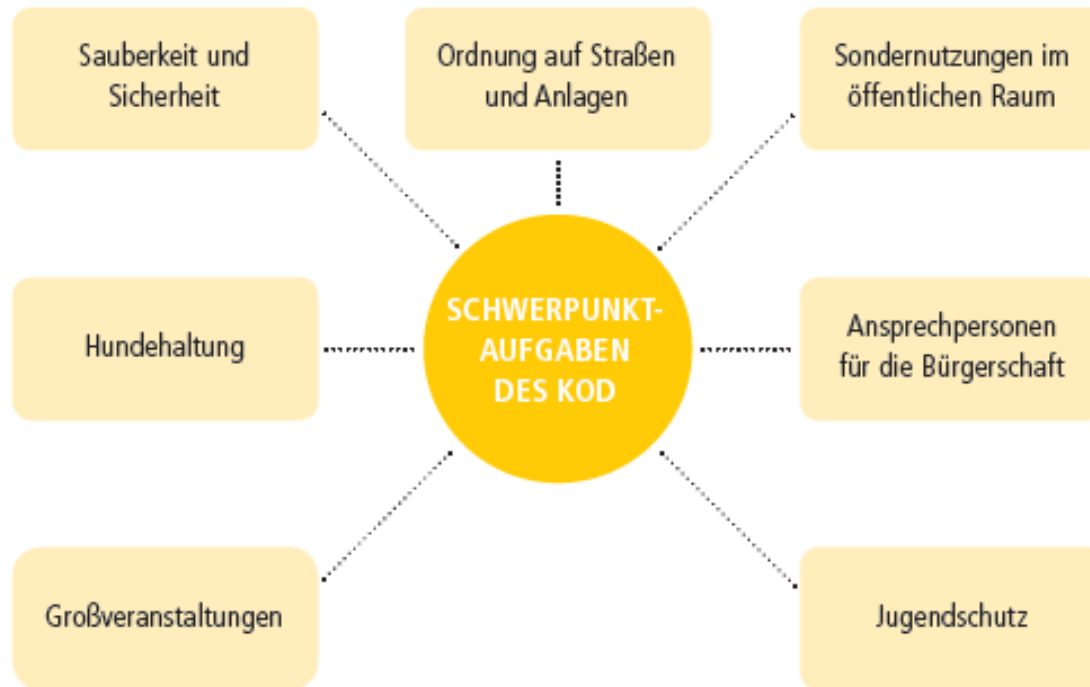 Sauberkeit und
Sicherheit
Ordnung auf Straßen
und Anlagen
Sondernutzungen im
öffentlichen Raum
Hundehaltung
SCHWERPUNKT-
AUFGABEN
DES KOD
Ansprechpersonen
für die Bürgerschaft
Großveranstaltungen
Jugendschutz